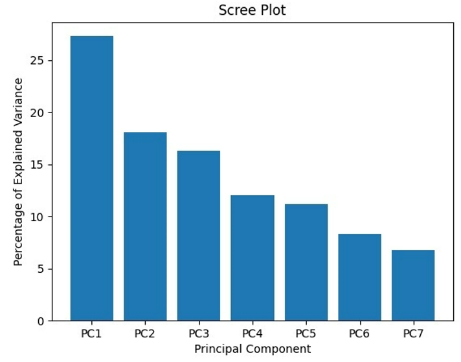 Scree Plot
Percentage of Explained Variance
25
20
15
10
5
0
PC1 PC2 PC3 PC4 PC5 PC6 PC7
Principal Component